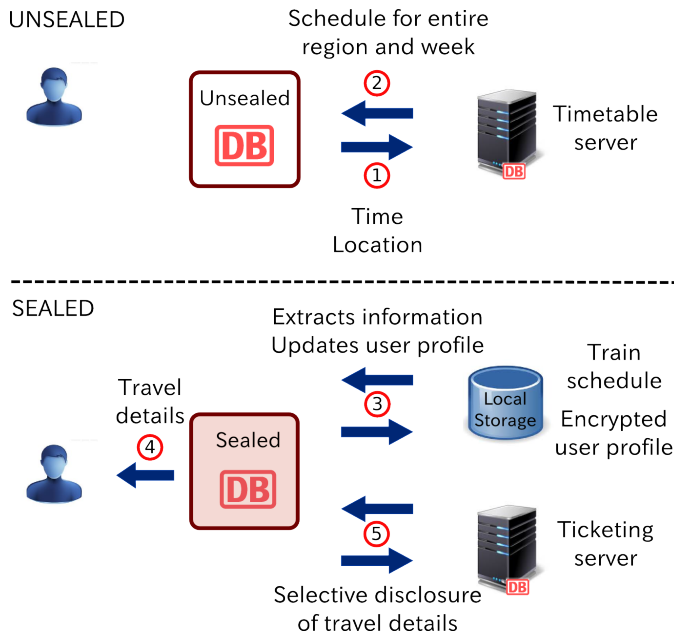 UNSEALED
Schedule for entire
region and week
2
Unsealed
DB
1
Timetable
server
DB
Time
Location
SEALED
Extracts information
Updates user profile
Travel
details
4
3
Local
Storage
Train
schedule
Encrypted
user profile
Sealed
DB
5
Ticketing
server
DB
Selective disclosure
of travel details